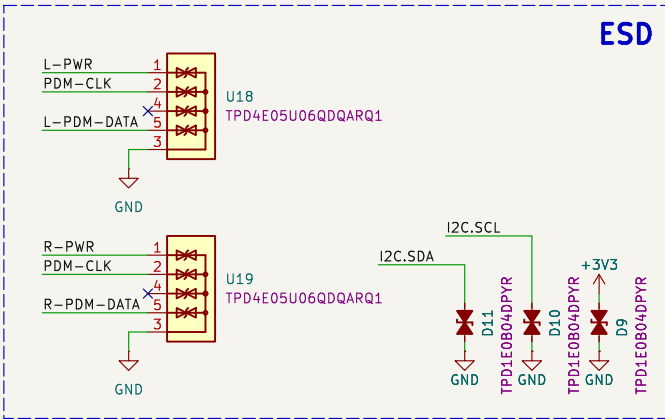 ESD
L-PWR
1
PDM-CLK
2
4
L-PDM-DATA
5
3
U18
TPD4E05U06QDQARQ1
GND
R-PWR
1
PDM-CLK
2
4
R-PDM-DATA
5
3
U19
TPD4E05U06QDQARQ1
GND
I2C.SCL
I2C.SDA
+3V3
D11
TPD1E0B04DPYR
D10
TPD1E0B04DPYR
D9
TPD1E0B04DPYR
GND
GND
GND